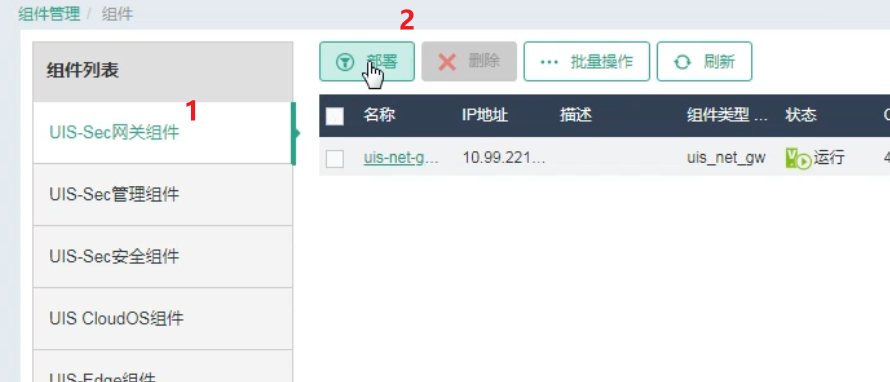 组件管理 / 组件
2
组件列表
部署 删除 ... 批量操作 刷新
1
名称 IP地址 描述 组件类型 ... 状态
UIS-Sec网关组件
uis-net-g... 10.99.221... uis_net_gw 运行 4
UIS-Sec管理组件
UIS-Sec安全组件
UIS CloudOS组件
UIS-Edge组件